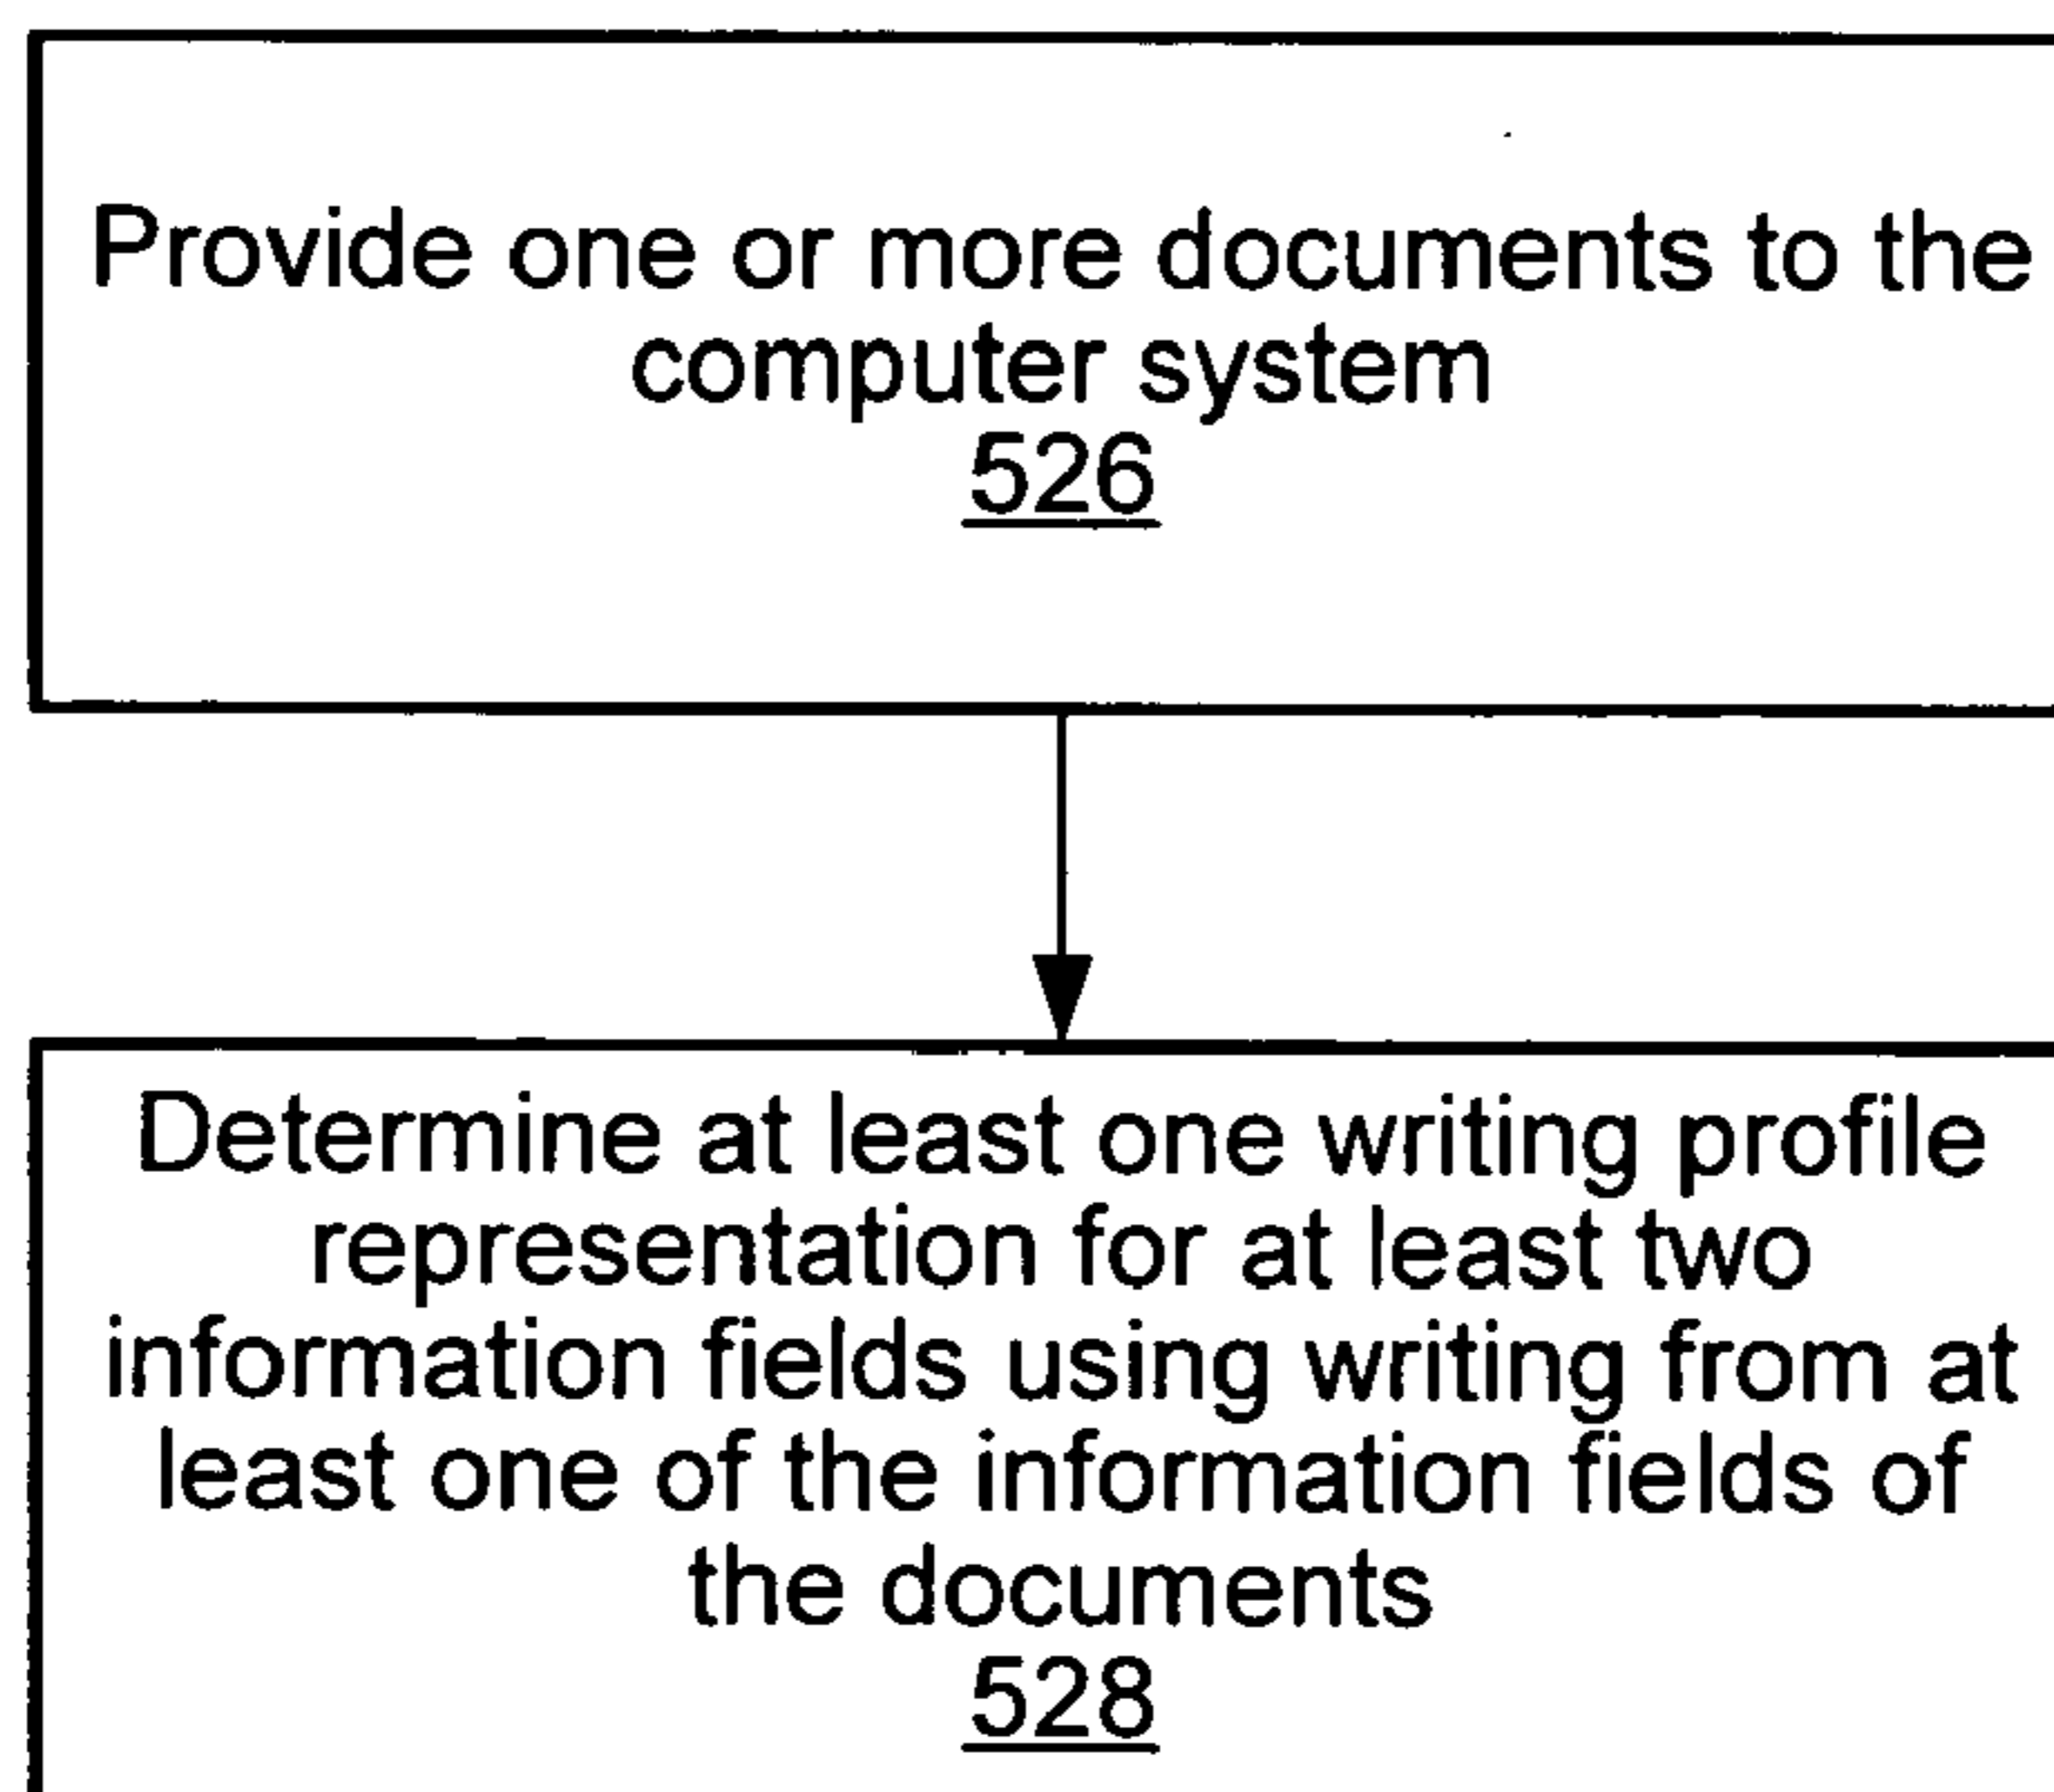 Provide one or more documents to the
computer system
526
Determine at least one writing profile
representation for at least two
information fields using writing from at
least one of the information fields of
the documents
528